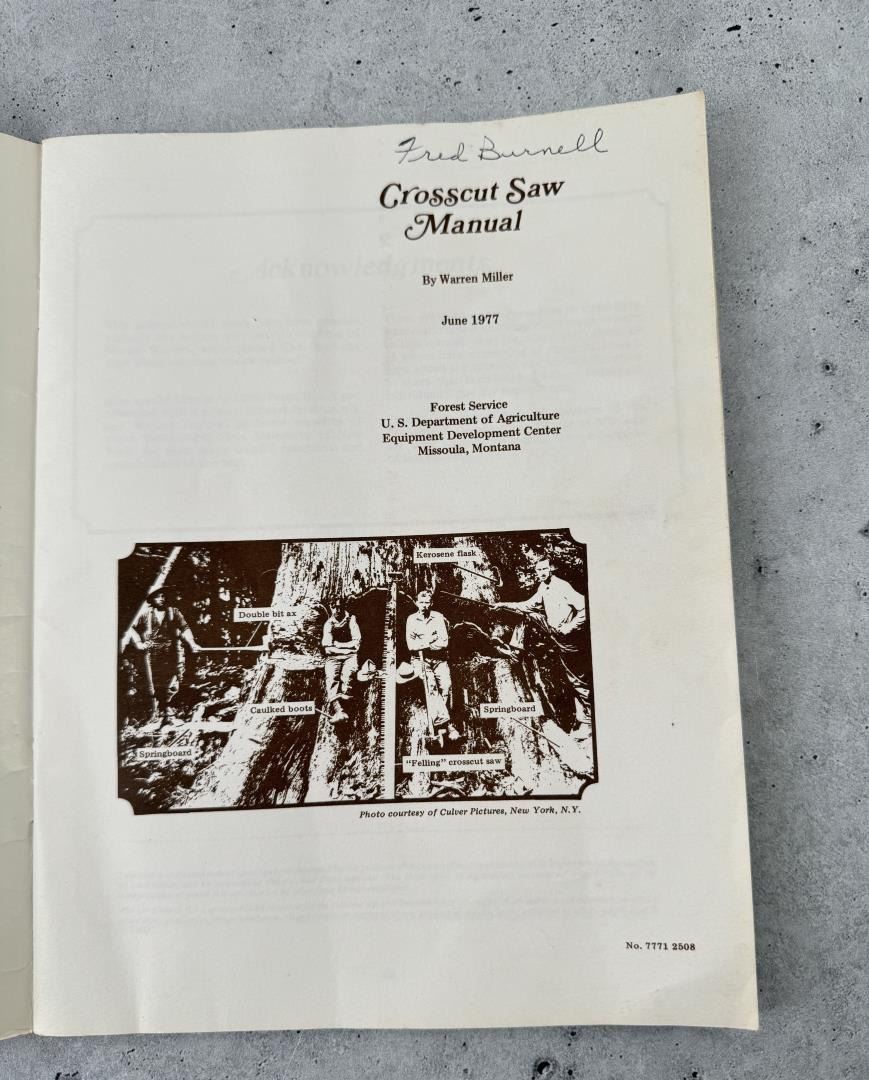 Fred Burnell
Crosscut Saw
Manual
By Warren Miller
June 1977
Forest Service
U. S. Department of Agriculture
Equipment Development Center
Missoula, Montana
Kerosene flask
Double bit ax
Caulked boots
Springboard
Springboard
"Felling" crosscut saw
Photo courtesy of Culver Pictures, New York, N.Y.
No. 7771 2508
Acknowledgments